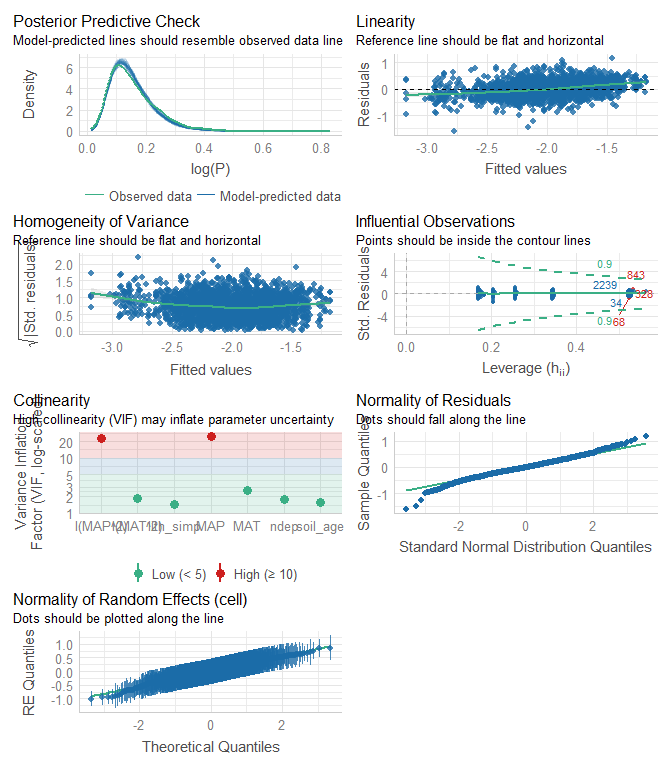 Posterior Predictive Check
Model-predicted lines should resemble observed data line
Density
6
4
2
0
0.0 0.2 0.4 0.6 0.8
log(P)
Observed data Model-predicted data
Linearity
Reference line should be flat and horizontal
Residuals
1
0
-1
-3.0 -2.5 -2.0 -1.5
Fitted values
Homogeneity of Variance
Reference line should be flat and horizontal
√|Std. residuals|
2.0
1.5
1.0
0.5
0.0
-3.0 -2.5 -2.0 -1.5
Fitted values
Influential Observations
Points should be inside the contour lines
Std. Residuals
4
0
-4
0.9
843
2239
328
34
0.9
68
0.0 0.2 0.4
Leverage (hii)
Collinearity
High collinearity (VIF) may inflate parameter uncertainty
Variance Inflation
Factor (VIF, log-scaled)
20
10
5
3
2
1
MAP MAT ndep soil_age
Low (< 5) High (≥ 10)
Normality of Residuals
Dots should fall along the line
Sample Quantiles
1
0
-1
-2 0 2
Standard Normal Distribution Quantiles
Normality of Random Effects (cell)
Dots should be plotted along the line
RE Quantiles
1.0
0.5
0.0
-0.5
-1.0
-2 0 2
Theoretical Quantiles